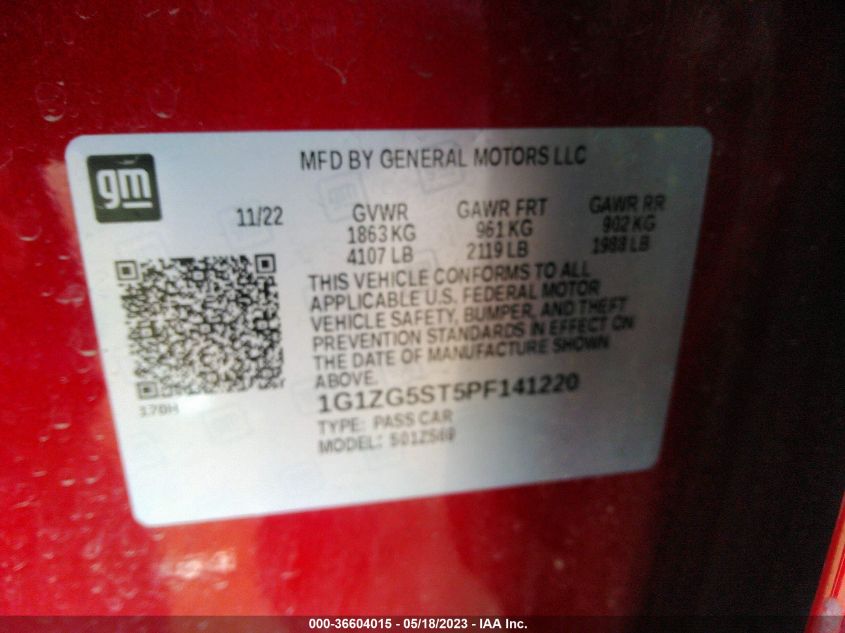 gm
MFD BY GENERAL MOTORS LLC
11/22
GVWR GAWR FRT GAWR RR
1863 KG 961 KG 902 KG
4107 LB 2119 LB 1988 LB
THIS VEHICLE CONFORMS TO ALL
APPLICABLE U.S. FEDERAL MOTOR
VEHICLE SAFETY, BUMPER, AND THEFT
PREVENTION STANDARDS IN EFFECT ON
THE DATE OF MANUFACTURE SHOWN
ABOVE.
170H
1G1ZG5ST5PF141220
TYPE: PASS CAR
MODEL:
000-36604015 - 05/18/2023 - IAA Inc.